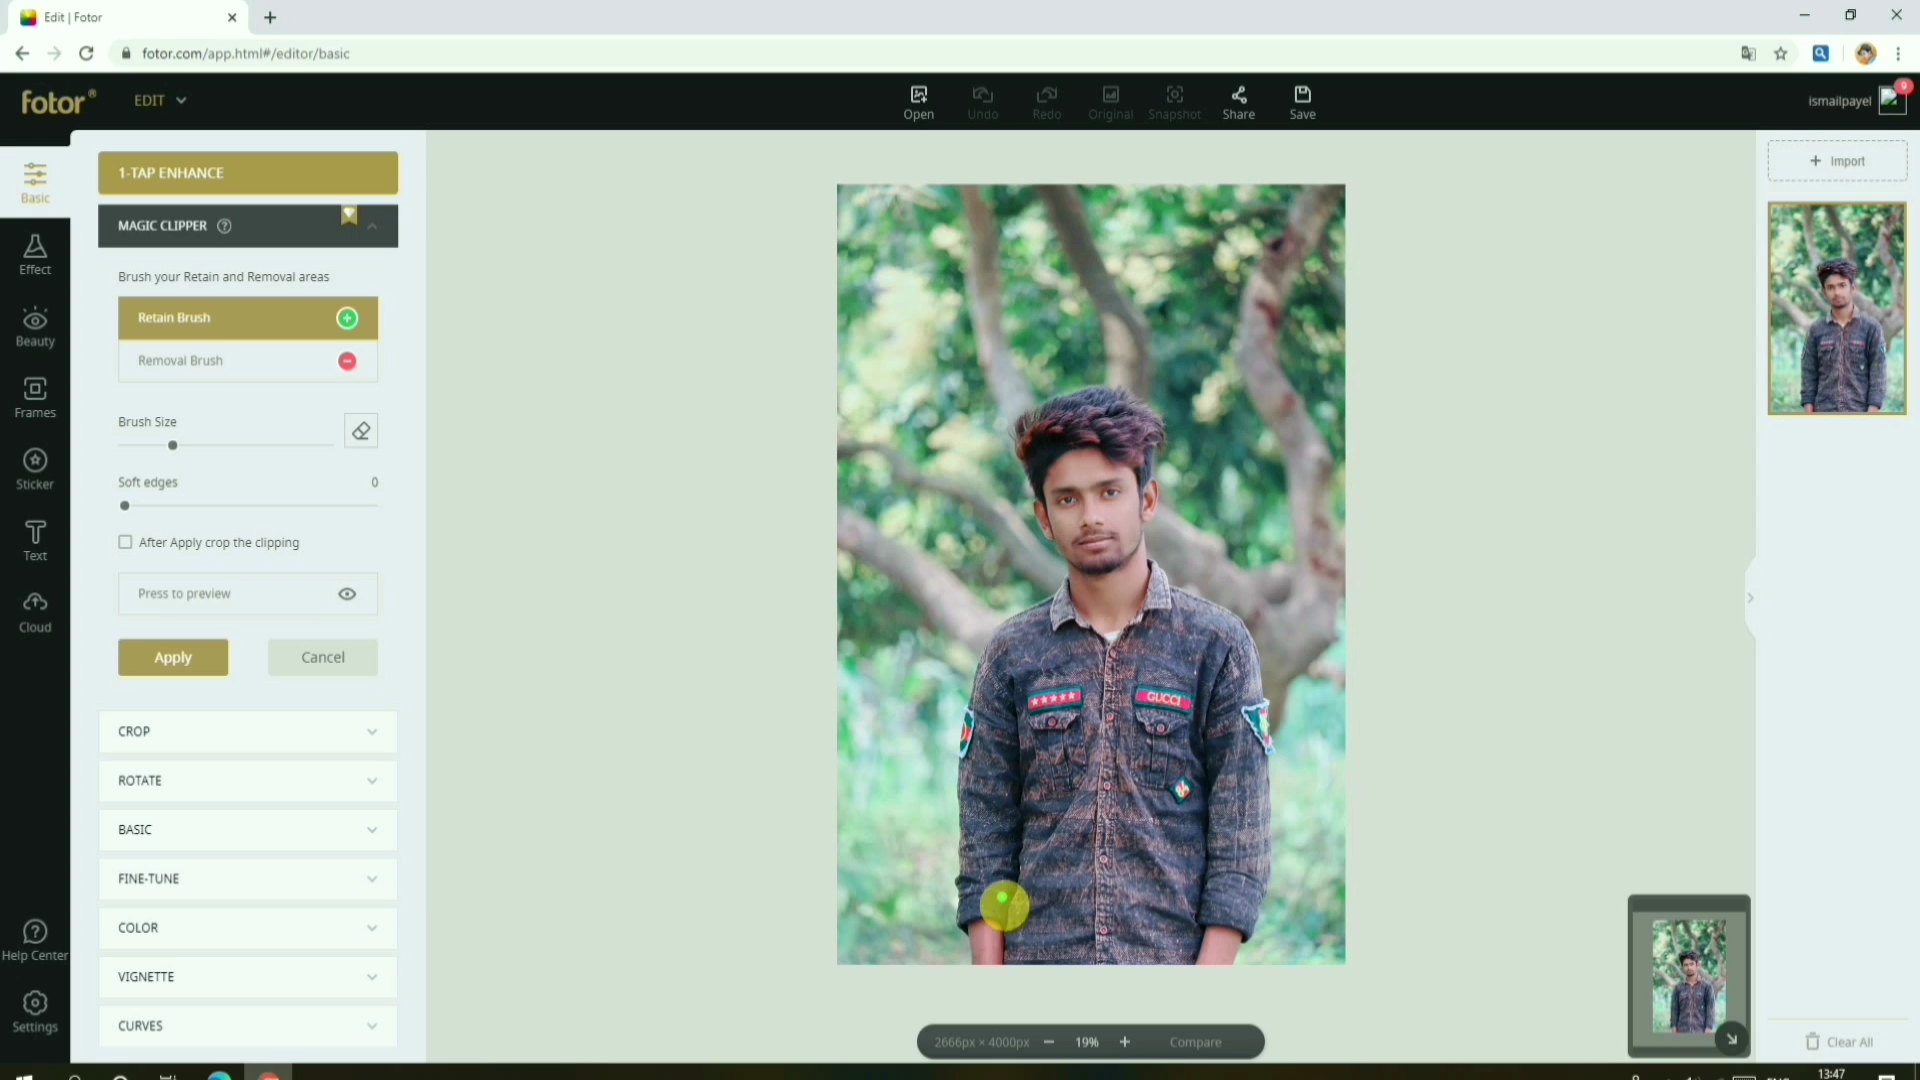 Edit | Fotor
fotor.com/app.html#/editor/basic
fotor®
EDIT
Open
Undo
Redo
Original
Snapshot
Share
Save
ismailpayel
9
Basic
Effect
Beauty
Frames
Sticker
Text
Cloud
Help Center
Settings
1-TAP ENHANCE
MAGIC CLIPPER
Brush your Retain and Removal areas
Retain Brush
Removal Brush
Brush Size
Soft edges 0
After Apply crop the clipping
Press to preview
Apply Cancel
CROP
ROTATE
BASIC
FINE-TUNE
COLOR
VIGNETTE
CURVES
GUCCI
2666px × 4000px
19%
Compare
Import
Clear All
13:47